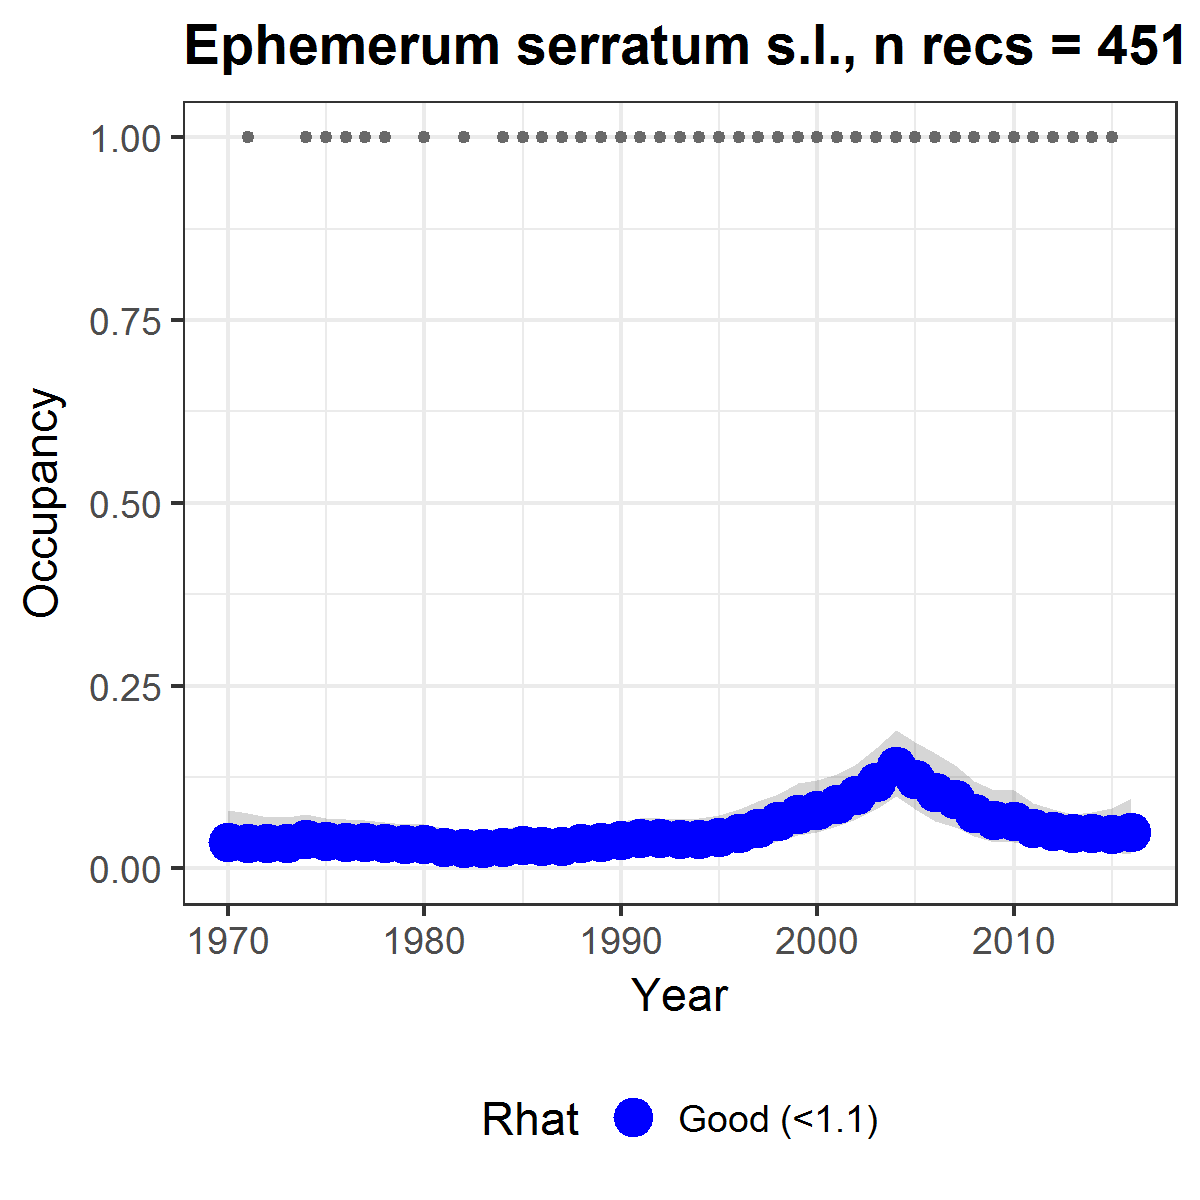 Ephemerum serratum s.l., n recs = 451
1.00
0.75
0.50
0.25
0.00
Occupancy
1970 1980 1990 2000 2010
Year
Rhat Good (<1.1)